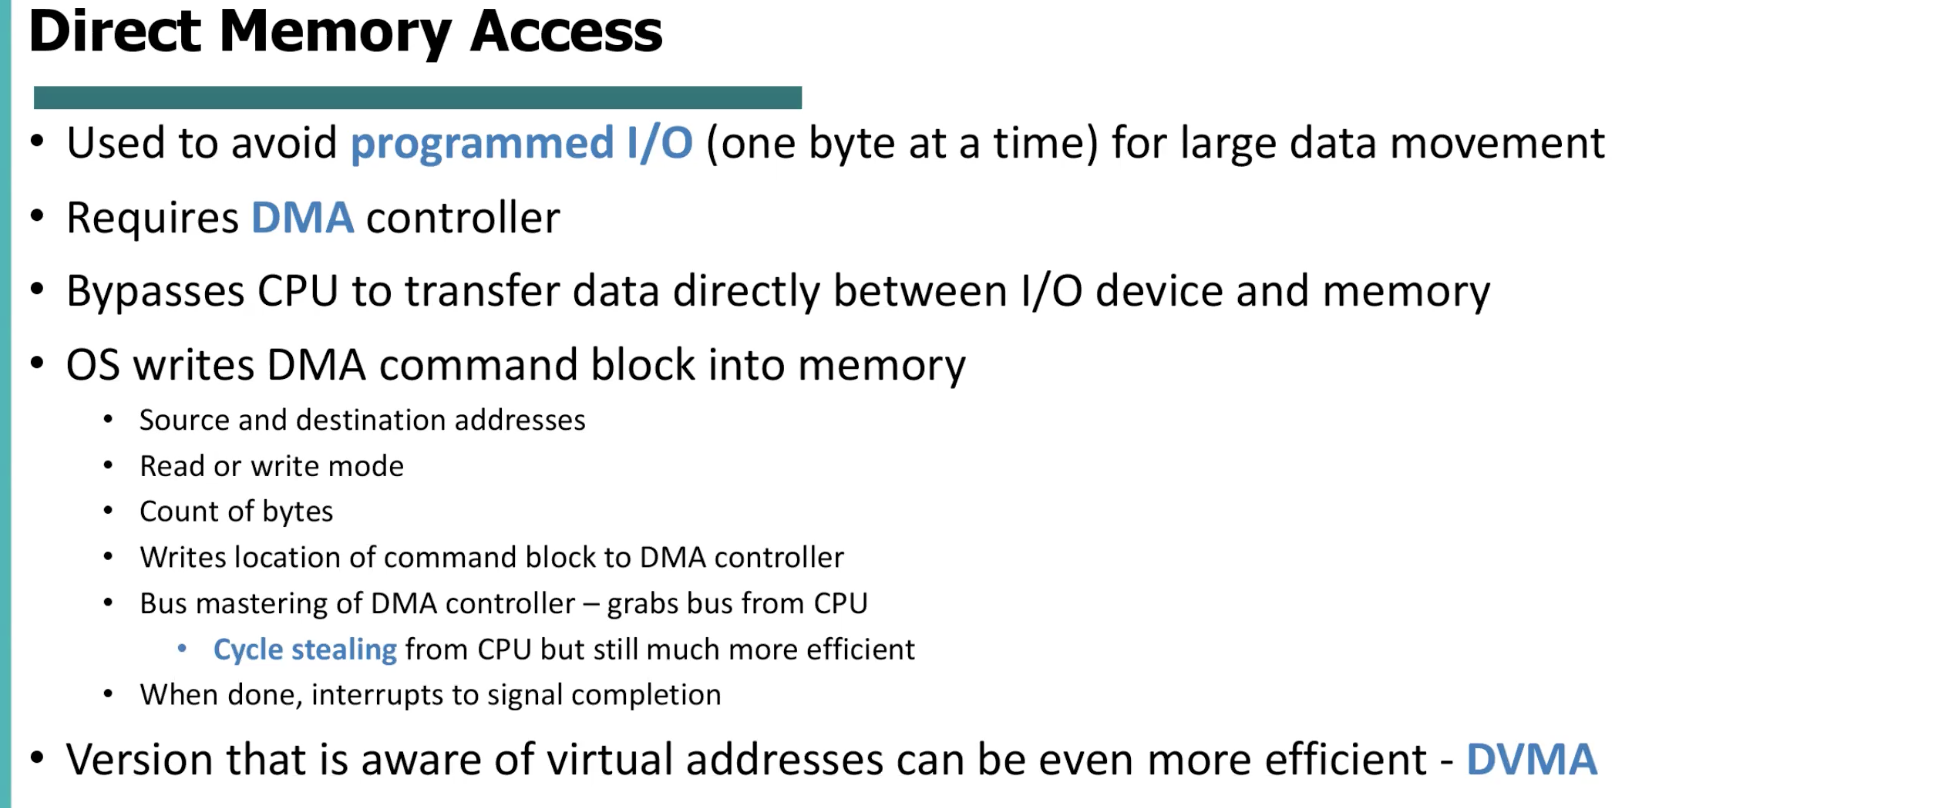 Direct Memory Access
• Used to avoid programmed I/O (one byte at a time) for large data movement
• Requires DMA controller
• Bypasses CPU to transfer data directly between I/O device and memory
• OS writes DMA command block into memory
• Source and destination addresses
• Read or write mode
• Count of bytes
• Writes location of command block to DMA controller
• Bus mastering of DMA controller – grabs bus from CPU
• Cycle stealing from CPU but still much more efficient
• When done, interrupts to signal completion
• Version that is aware of virtual addresses can be even more efficient - DVMA